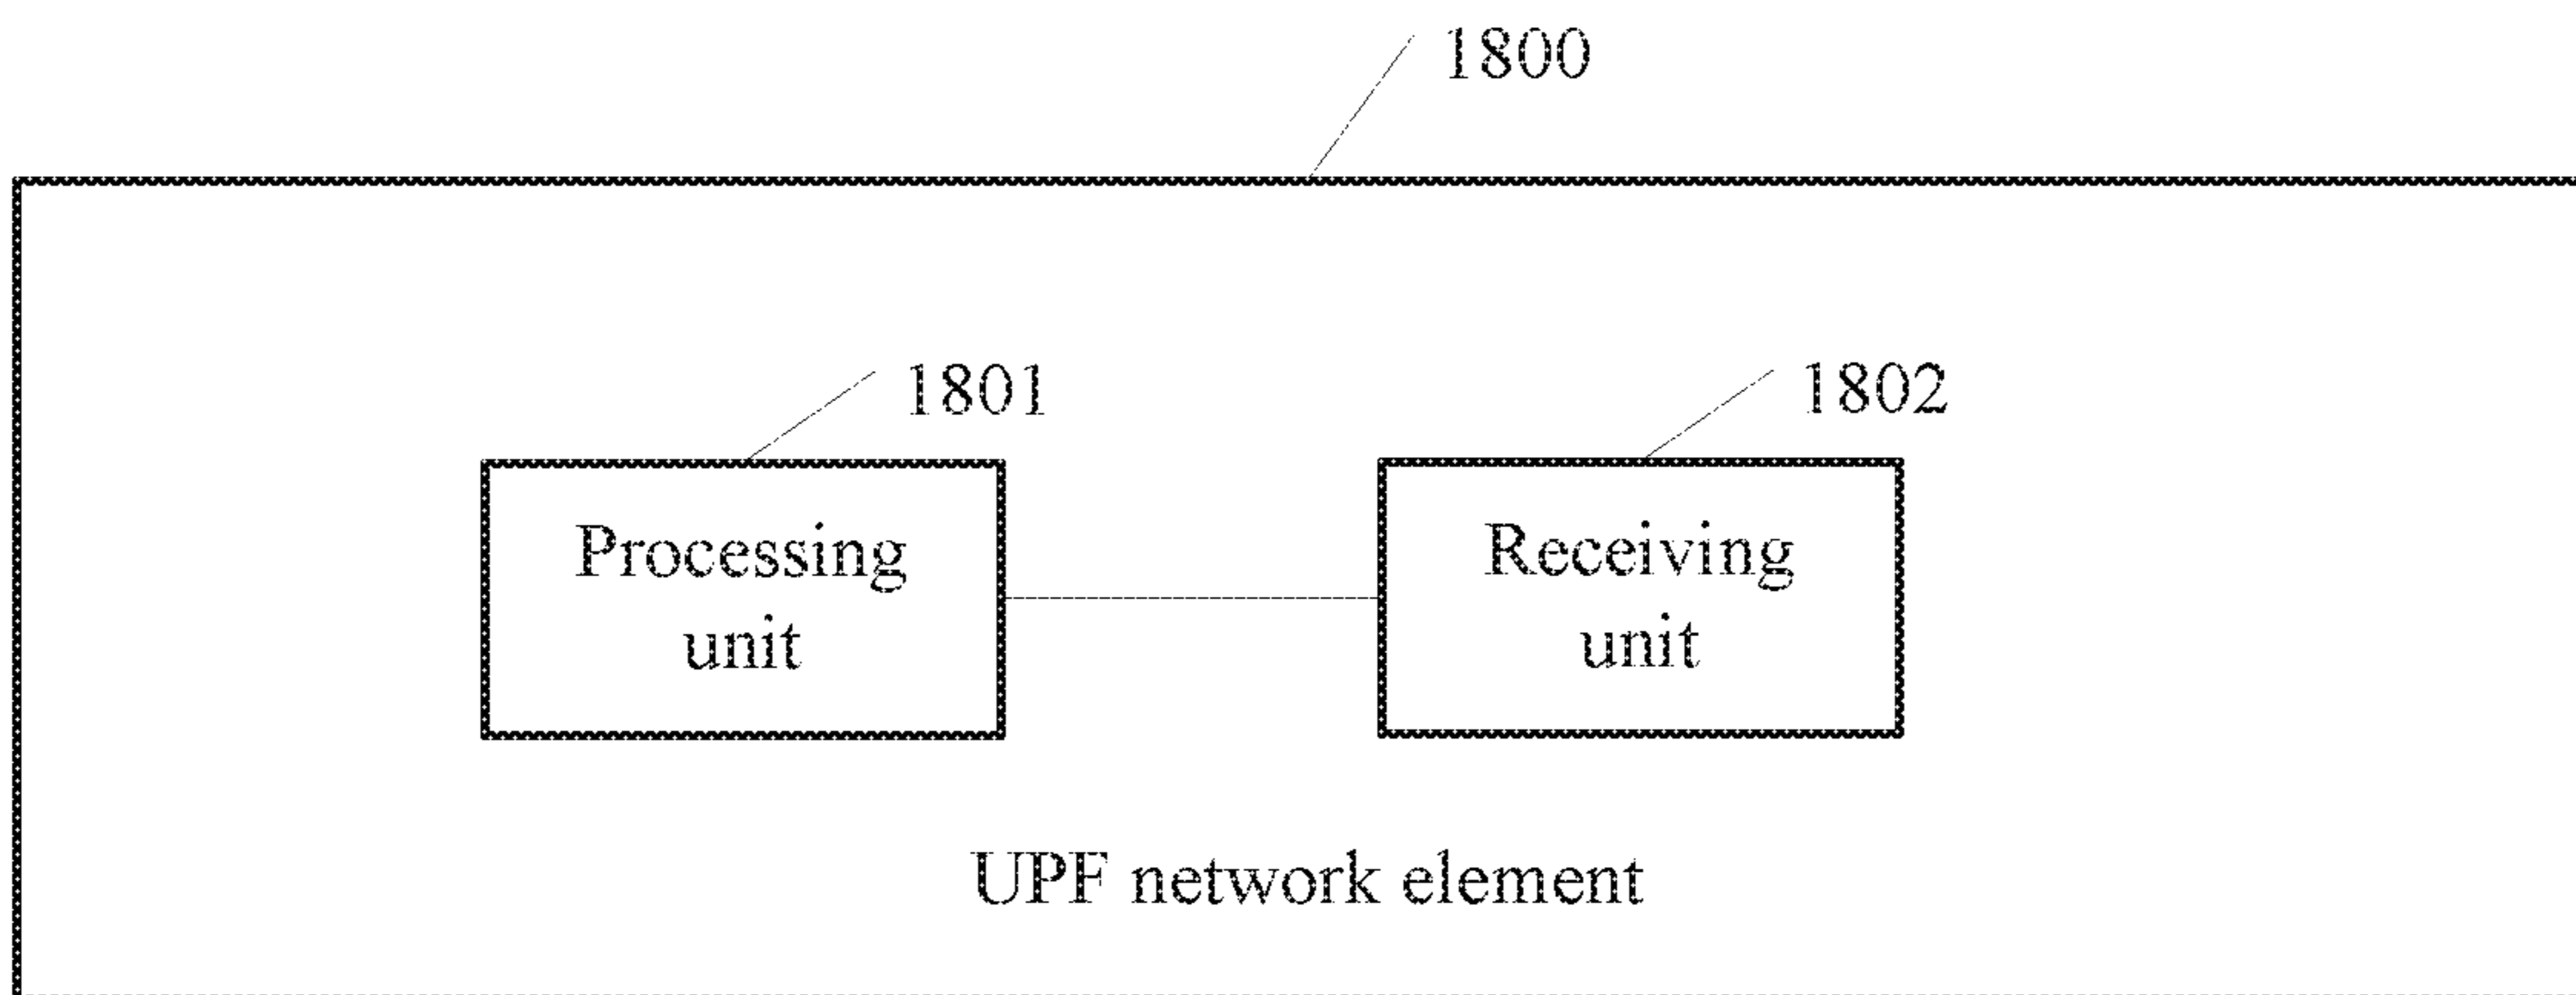 1800
1801
1802
Processing
unit
Receiving
unit
UPF network element